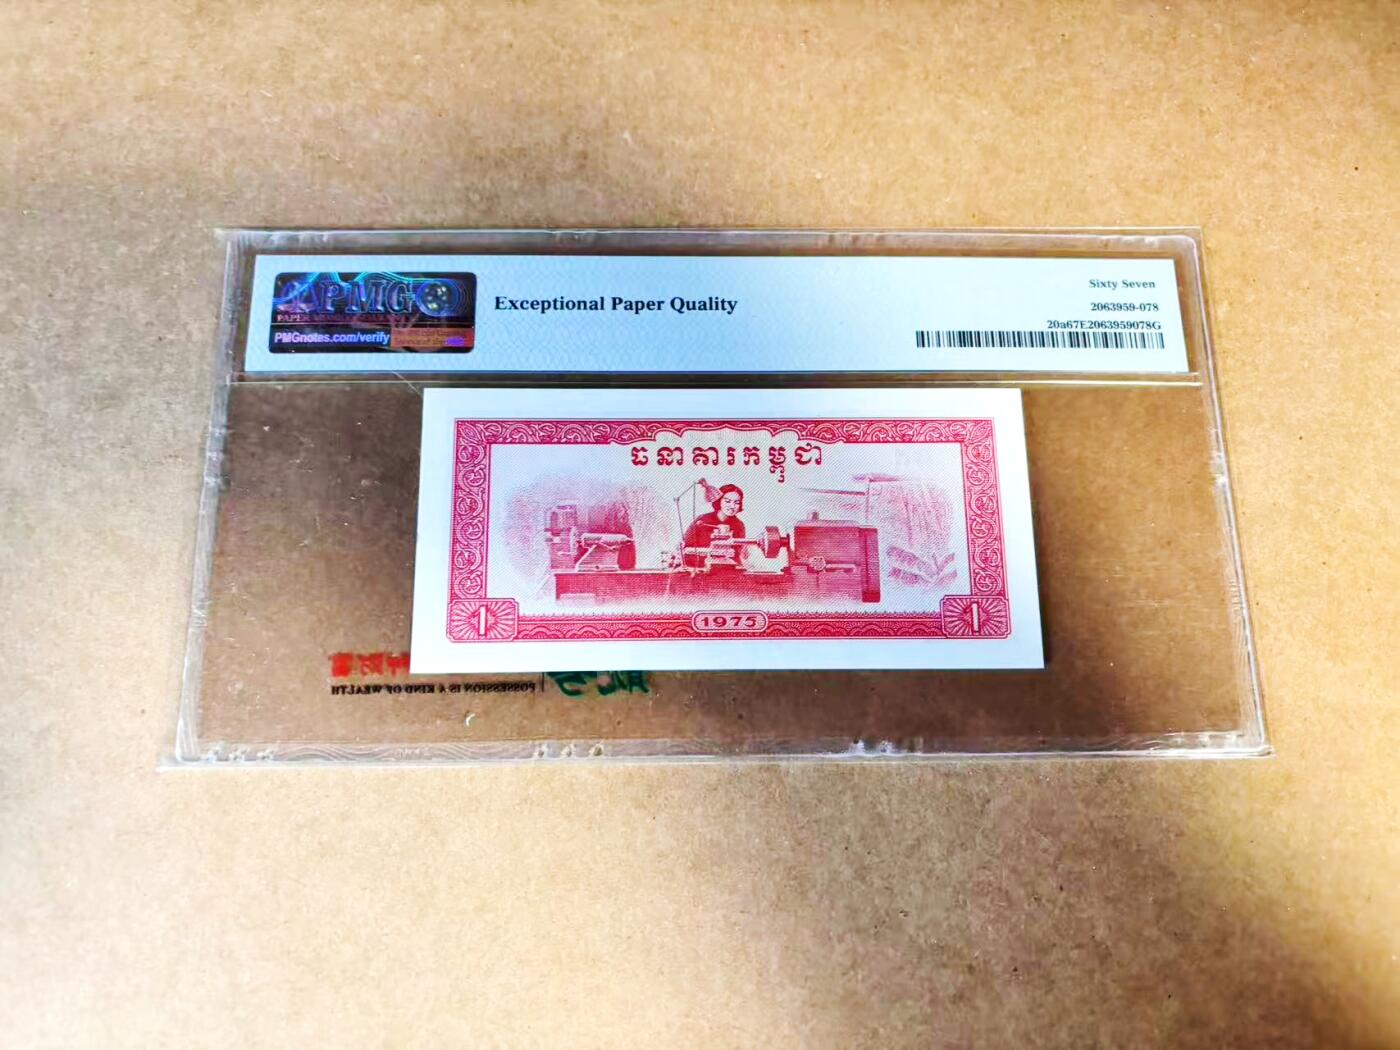 PMG
PMGnotes.com/verify
Exceptional Paper Quality
Sixty Seven
2063959-078
20a67E2063959078G
ធនាគារកម្ពុជា
1
1975
1
POSSESSION IS A KIND OF WEALTH